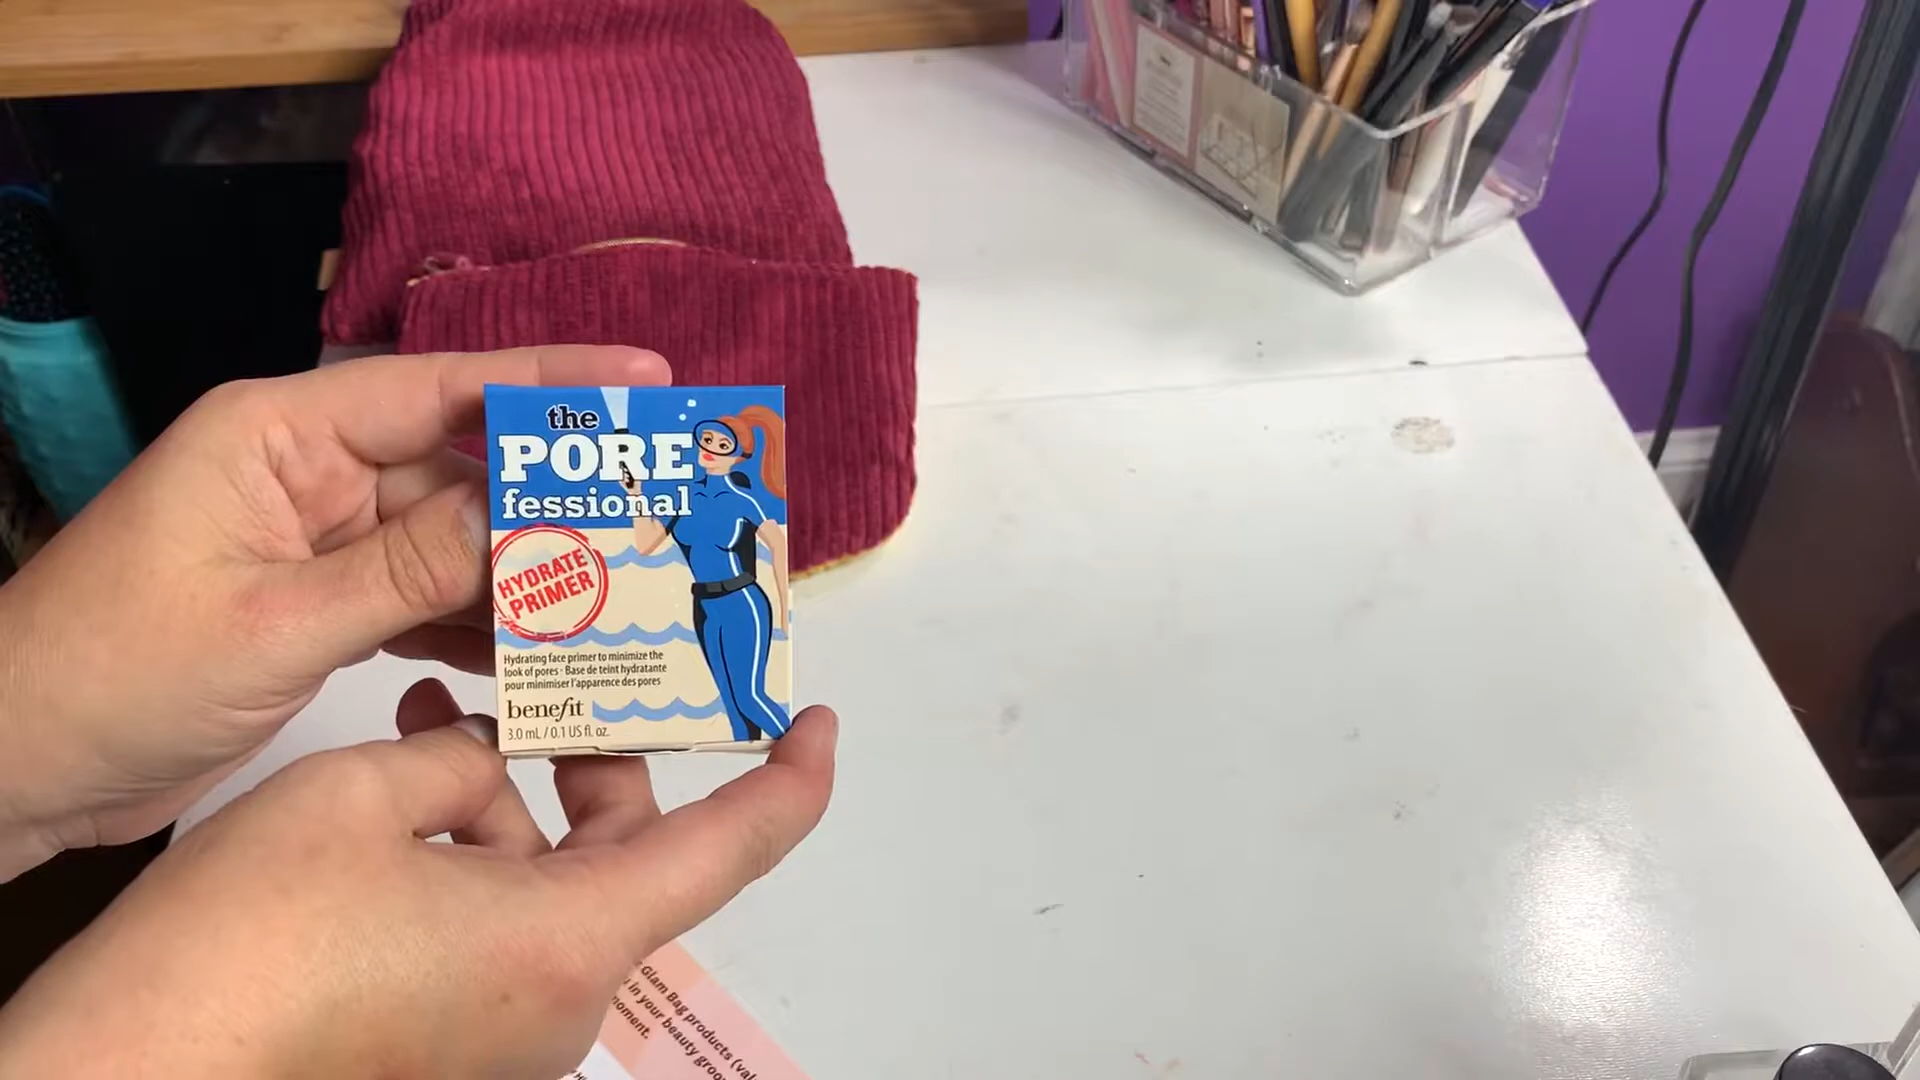 the
PORE
fessional
HYDRATE
PRIMER
Hydrating face primer to minimize the
look of pores · Base de teint hydratante
pour minimiser l'apparence des pores
benefit
3.0 mL / 0.1 US fl. oz.
Glam Bag products
in your beauty
moment.